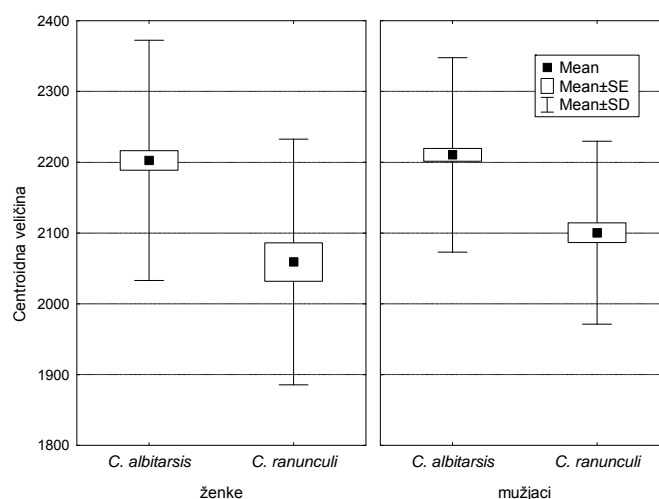 2400
2300
2200
2100
2000
1900
1800
Centroidna veličina
Mean
Mean±SE
Mean±SD
C. albitarsis C. ranunculi C. albitarsis C. ranunculi
ženke mužjaci